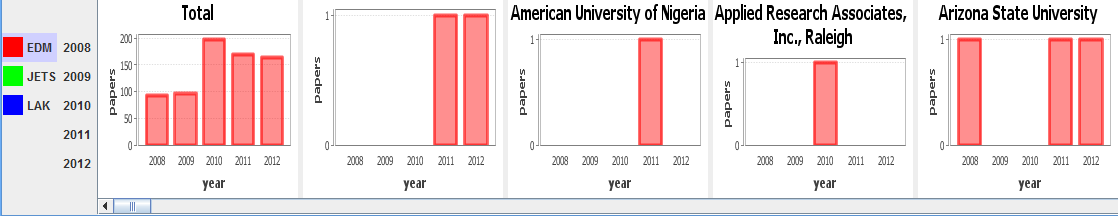 EDM 2008
JETS 2009
LAK 2010
2011
2012
Total
papers
200
150
100
50
0
2008 2009 2010 2011 2012
year
papers
1
0
2008 2009 2010 2011 2012
year
American University of Nigeria
papers
1
0
2008 2009 2010 2011 2012
year
Applied Research Associates,
Inc., Raleigh
papers
1
0
2008 2009 2010 2011 2012
year
Arizona State University
papers
1
0
2008 2009 2010 2011 2012
year